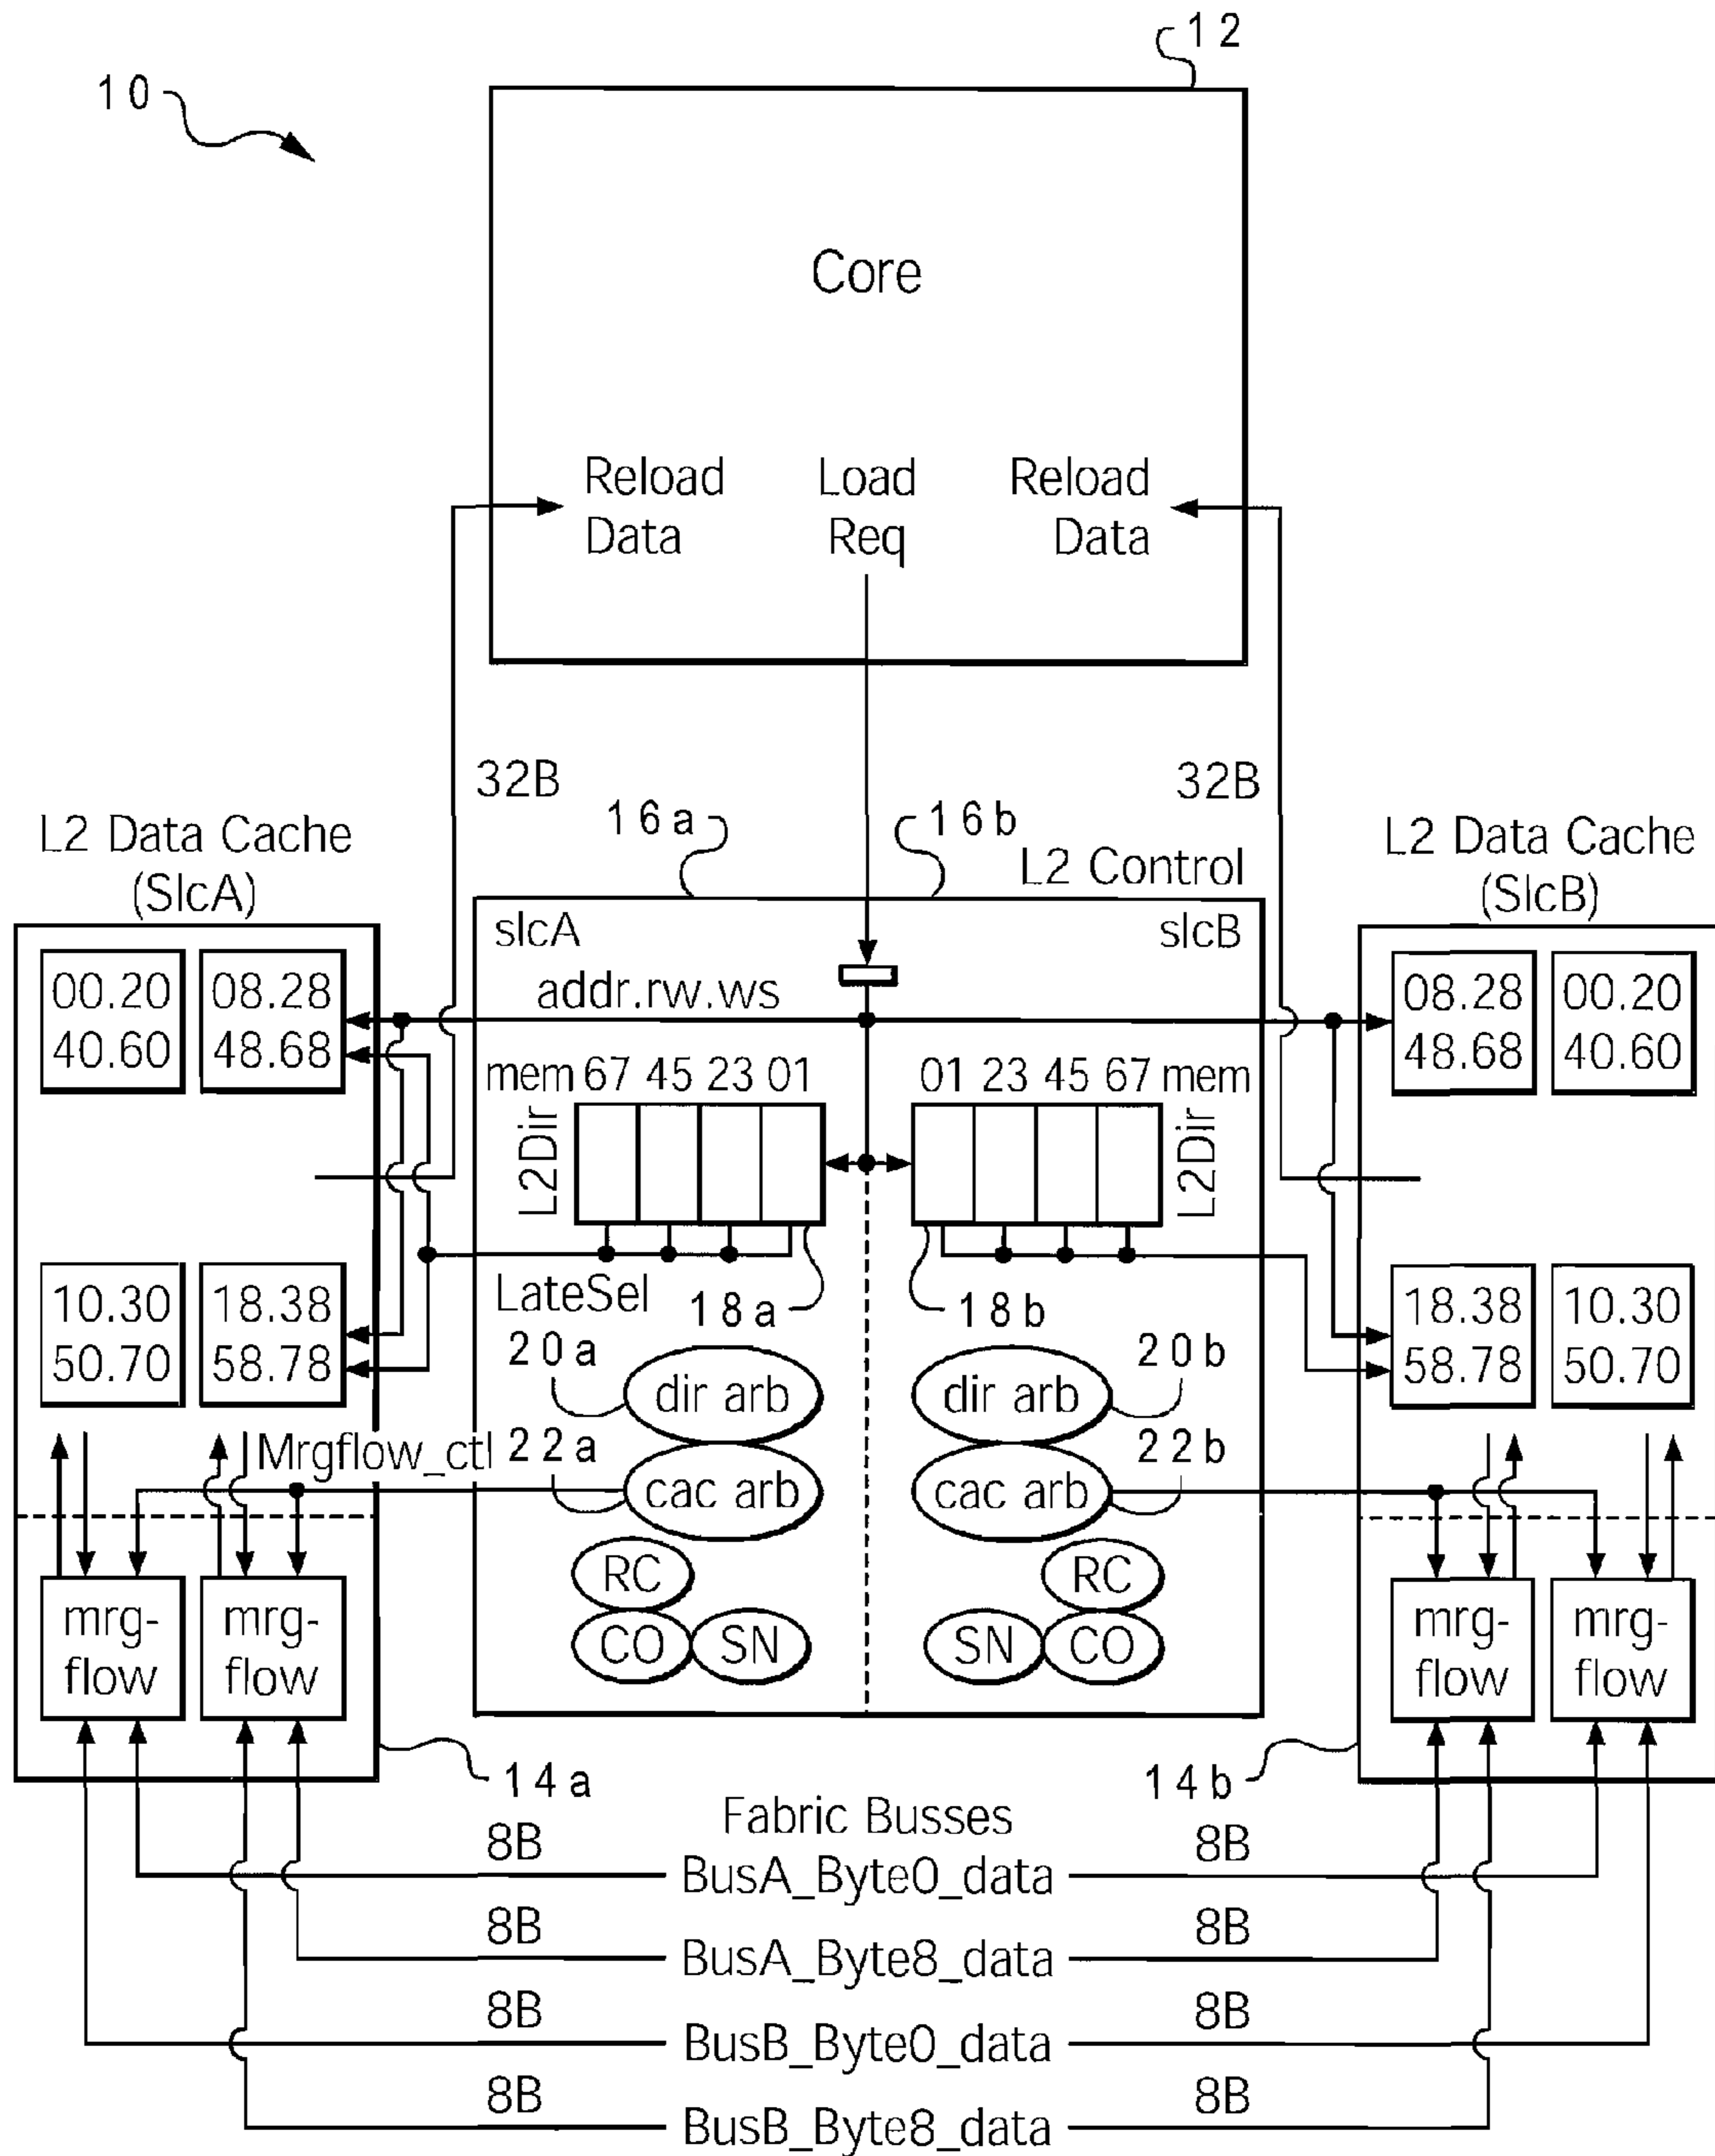 12
10
Core
Reload Load Reload
Data Req Data
32B 32B
16a 16b
L2 Data Cache
(SlcA)
L2 Control
L2 Data Cache
(SlcB)
slcA slcB
00.20 08.28
40.60 48.68
addr.rw.ws
08.28 00.20
48.68 40.60
mem 67 45 23 01 01 23 45 67 mem
L2Dir L2Dir
10.30 18.38
50.70 58.78
LateSel
18a 18b
18.38 10.30
58.78 50.70
20a dir arb dir arb 20b
Mrgflow_ctl 22a cac arb cac arb 22b
RC RC
CO SN SN CO
mrg- mrg- mrg- mrg-
flow flow flow flow
14a 14b
Fabric Busses
8B BusA_Byte0_data 8B
8B BusA_Byte8_data 8B
8B BusB_Byte0_data 8B
8B BusB_Byte8_data 8B